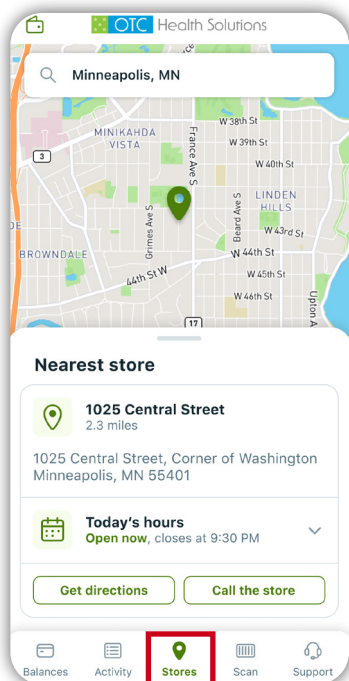 OTC Health Solutions
Minneapolis, MN
W 38th St
MINIKAHDA
VISTA
France Ave S
W 39th St
3
W 40th St
Grimes Ave S
Beard Ave S
LINDEN
HILLS
W 43rd St
BROWNDALE
W 44th St
44th St W
W 45th St
W 46th St
Upton A
17
Nearest store
1025 Central Street
2.3 miles
1025 Central Street, Corner of Washington
Minneapolis, MN 55401
Today's hours
Open now, closes at 9:30 PM
Get directions
Call the store
Balances
Activity
Stores
Scan
Support